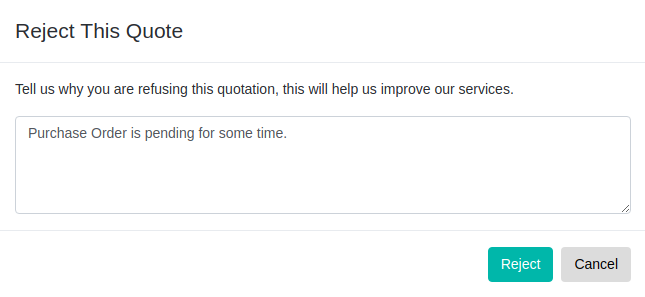 Reject This Quote
Tell us why you are refusing this quotation, this will help us improve our services.
Purchase Order is pending for some time.
Reject
Cancel